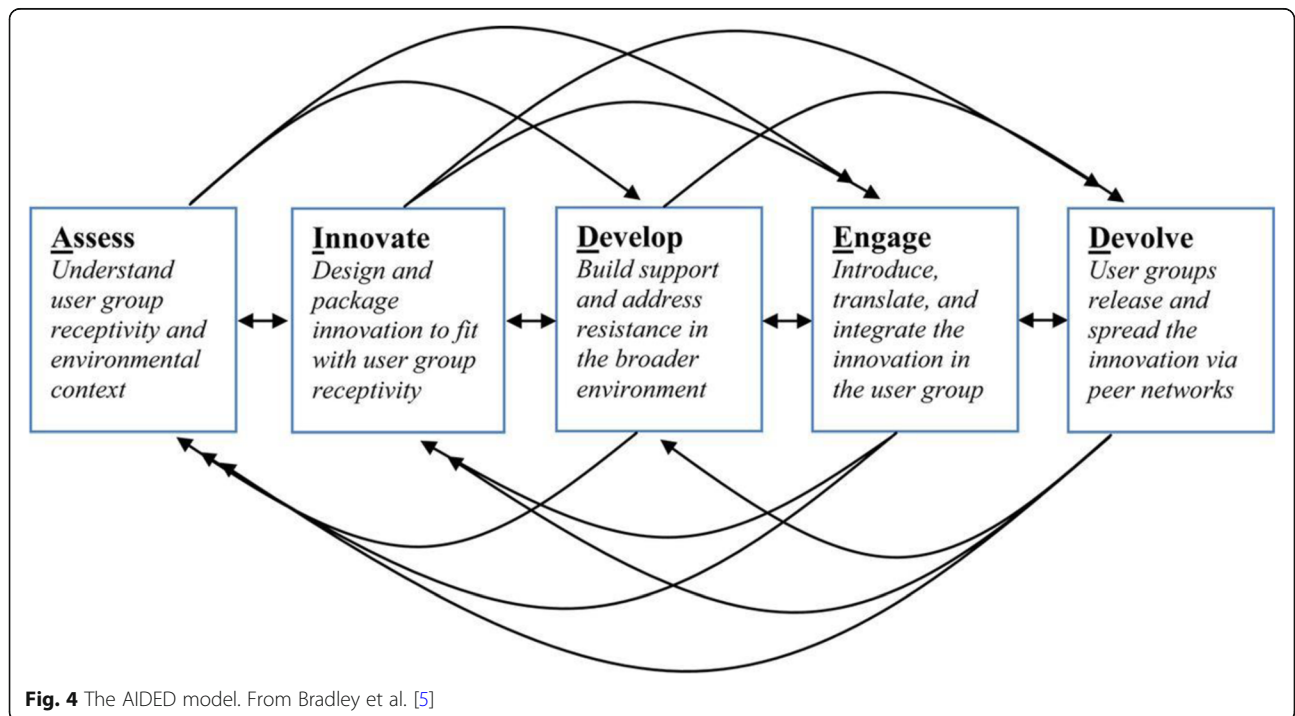 Assess
Understand
user group
receptivity and
environmental
context
Innovate
Design and
package
innovation to fit
with user group
receptivity
Develop
Build support
and address
resistance in
the broader
environment
Engage
Introduce,
translate, and
integrate the
innovation in
the user group
Devolve
User groups
release and
spread the
innovation via
peer networks
Fig. 4 The AIDED model. From Bradley et al. [5]